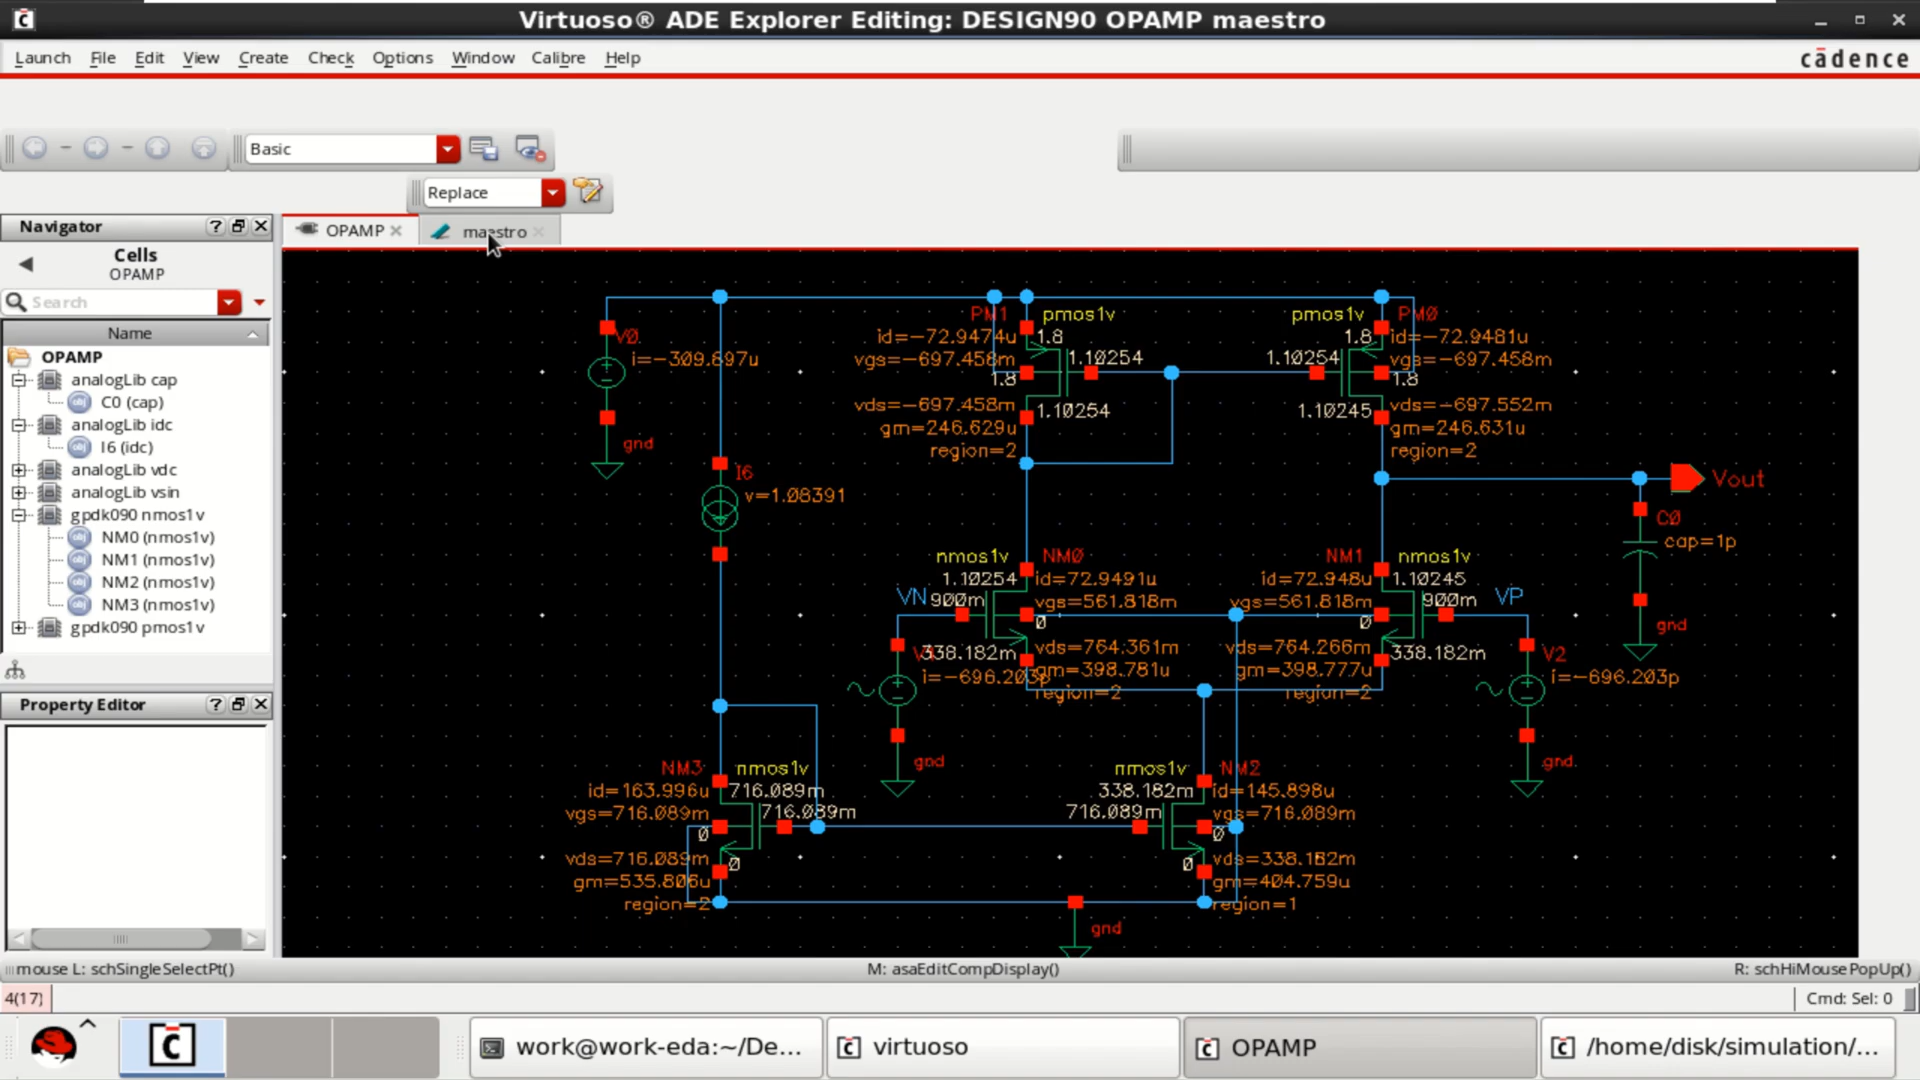 Virtuoso® ADE Explorer Editing: DESIGN90 OPAMP maestro
Launch File Edit View Create Check Options Window Calibre Help
cādence
Basic
Replace
Navigator
OPAMP
maestro
Cells
OPAMP
Search
Name
OPAMP
analogLib cap
C0 (cap)
analogLib idc
I6 (idc)
analogLib vdc
analogLib vsin
gpdk090 nmos1v
NM0 (nmos1v)
NM1 (nmos1v)
NM2 (nmos1v)
NM3 (nmos1v)
gpdk090 pmos1v
Property Editor
V0
i=-309.897u
gnd
I6
v=1.08391
PM1
pmos1v
id=-72.9474u
1.8
vgs=-697.458m
1.10254
1.8
vds=-697.458m
1.10254
gm=246.629u
region=2
pmos1v
PM0
1.8
id=-72.9481u
1.10254
vgs=-697.458m
1.8
1.10245
vds=-697.552m
gm=246.631u
region=2
Vout
C0
cap=1p
gnd
nmos1v
NM0
1.10254
id=72.9491u
VN
900m
vgs=561.818m
0
vds=764.361m
338.182m
gm=398.781u
region=2
i=-696.203p
gnd
NM1
nmos1v
id=72.948u
1.10245
vgs=561.818m
900m
VP
0
vds=764.266m
338.182m
gm=398.777u
region=2
V2
i=-696.203p
gnd
NM3
nmos1v
id=163.996u
716.089m
vgs=716.089m
716.089m
0
vds=716.089m
0
gm=535.806u
region=2
nmos1v
NM2
338.182m
id=145.898u
716.089m
vgs=716.089m
0
0
vds=338.182m
gm=404.759u
region=1
gnd
mouse L: schSingleSelectPt()
M: asaEditCompDisplay()
R: schHiMousePopUp()
4(17)
Cmd: Sel: 0
work@work-eda:~/De...
virtuoso
OPAMP
/home/disk/simulation/...